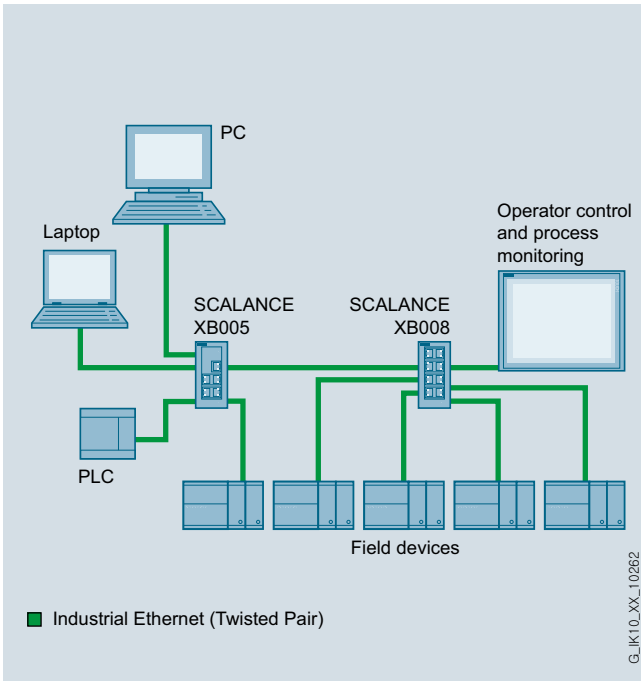 PC
Laptop
Operator control
and process
monitoring
SCALANCE
XB005
SCALANCE
XB008
PLC
Field devices
Industrial Ethernet (Twisted Pair)
G_IK10_XX_10262